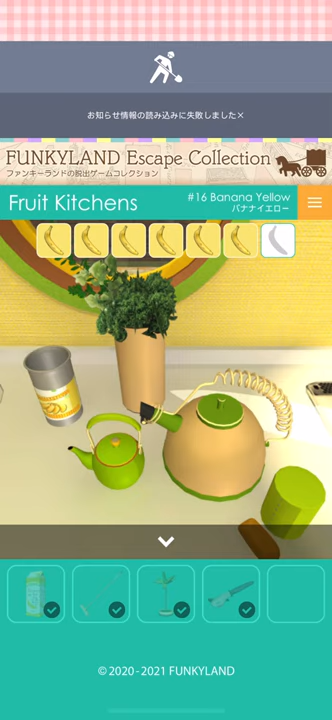 お知らせ情報の読み込みに失敗しました×
FUNKYLAND Escape Collection
ファンキーランドの脱出ゲームコレクション
Fruit Kitchens
#16 Banana Yellow
バナナイエロー
©2020-2021 FUNKYLAND